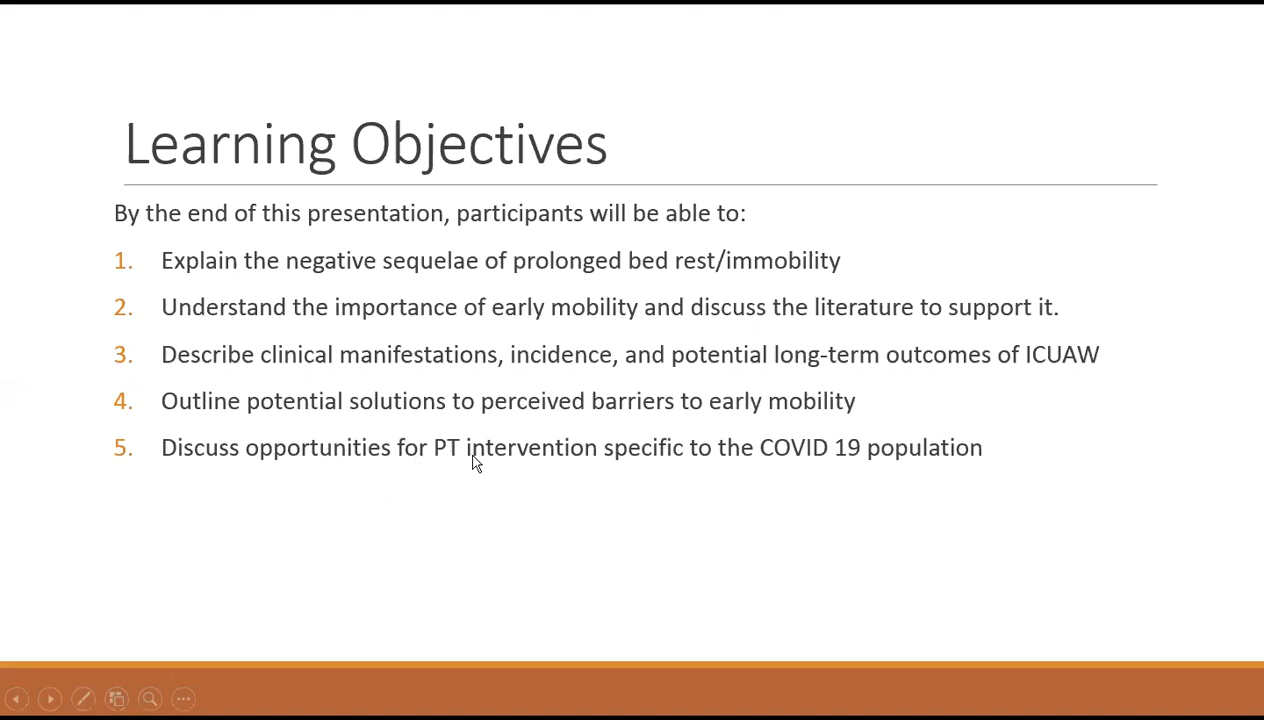 Learning Objectives
By the end of this presentation, participants will be able to:
1. Explain the negative sequelae of prolonged bed rest/immobility
2. Understand the importance of early mobility and discuss the literature to support it.
3. Describe clinical manifestations, incidence, and potential long-term outcomes of ICUAW
4. Outline potential solutions to perceived barriers to early mobility
5. Discuss opportunities for PT intervention specific to the COVID 19 population